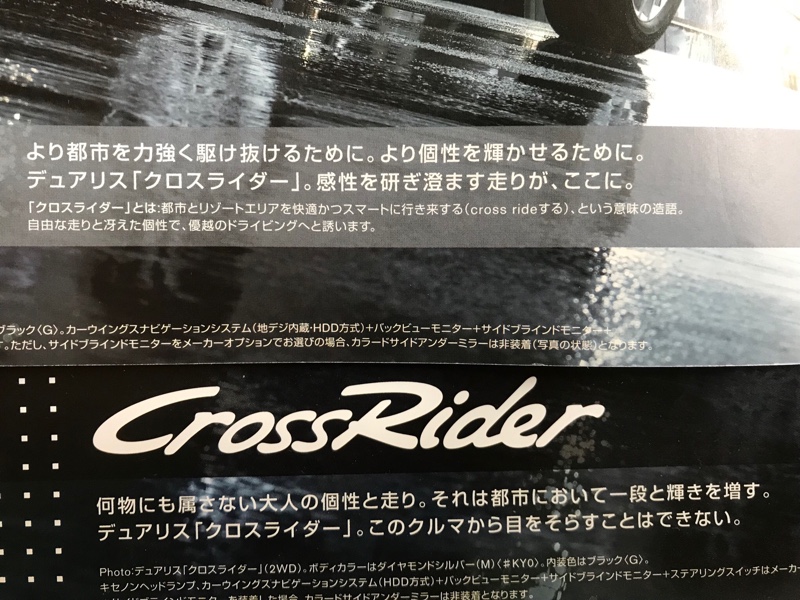 より都市を力強く駆け抜けるために。より個性を輝かせるために。
デュアリス「クロスライダー」。感性を研ぎ澄ます走りが、ここに。
「クロスライダー」とは:都市とリゾートエリアを快適かつスマートに行き来する(cross rideする)、という意味の造語。
自由な走りと冴えた個性で、優越のドライビングへと誘います。
ブラック〈G〉。カーウイングスナビゲーションシステム(地デジ内蔵・HDD方式)+バックビューモニター+サイドブラインドモニター+
す。ただし、サイドブラインドモニターをメーカーオプションでお選びの場合、カラードサイドアンダーミラーは非装着(写真の状態)となります。
CrossRider
何物にも属さない大人の個性と走り。それは都市において一段と輝きを増す。
デュアリス「クロスライダー」。このクルマから目をそらすことはできない。
Photo:デュアリス「クロスライダー」(2WD)。ボディカラーはダイヤモンドシルバー(M)〈#KY0〉。内装色はブラック〈G〉。
キセノンヘッドランプ、カーウイングスナビゲーションシステム(HDD方式)+バックビューモニター+サイドブラインドモニター+ステアリングスイッチはメーカー
を装着した場合、カラードサイドアンダーミラーは非装着となります。